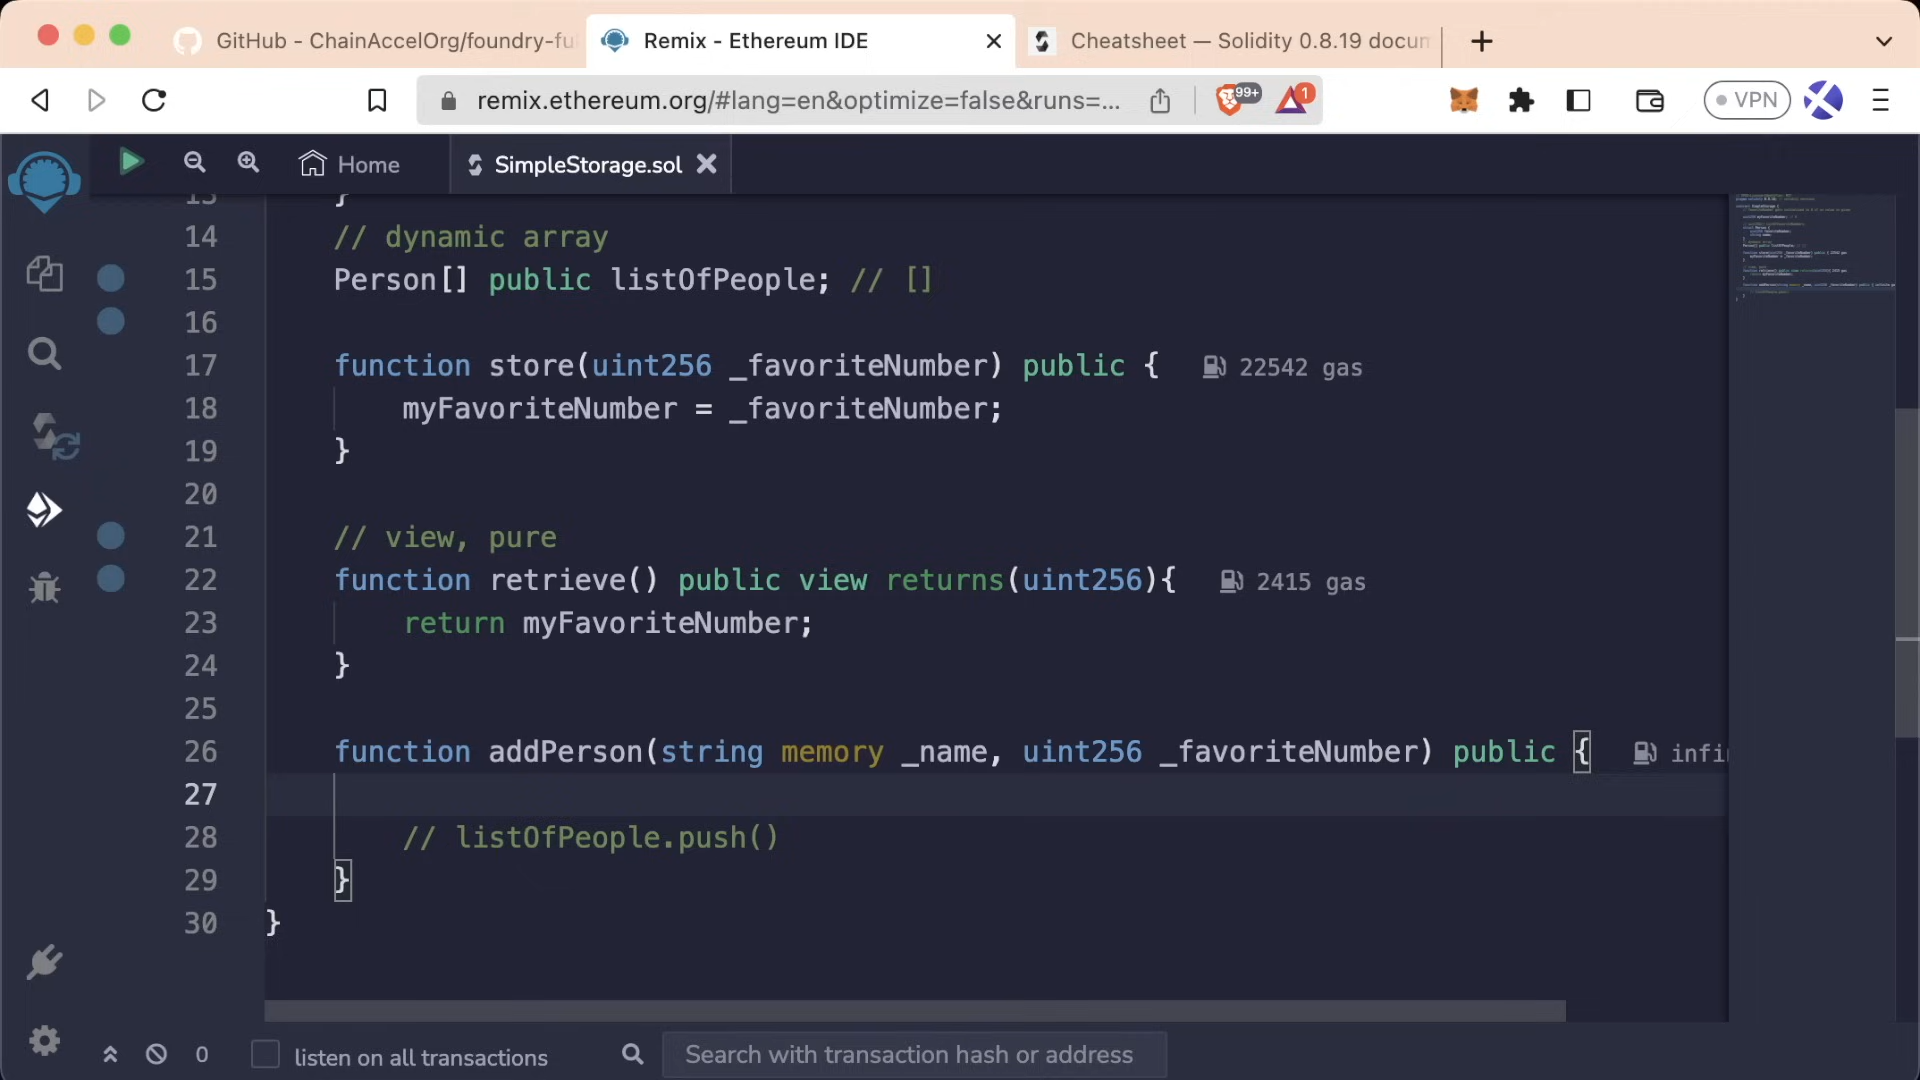 GitHub - ChainAccelOrg/foundry-ful
Remix - Ethereum IDE
Cheatsheet — Solidity 0.8.19 docum
remix.ethereum.org/#lang=en&optimize=false&runs=...
99+
1
VPN
Home
SimpleStorage.sol
13 }
14 // dynamic array
15 Person[] public listOfPeople; // []
16
17 function store(uint256 _favoriteNumber) public { 22542 gas
18 myFavoriteNumber = _favoriteNumber;
19 }
20
21 // view, pure
22 function retrieve() public view returns(uint256){ 2415 gas
23 return myFavoriteNumber;
24 }
25
26 function addPerson(string memory _name, uint256 _favoriteNumber) public { infi
27
28 // listOfPeople.push()
29 }
30 }
0
listen on all transactions
Search with transaction hash or address